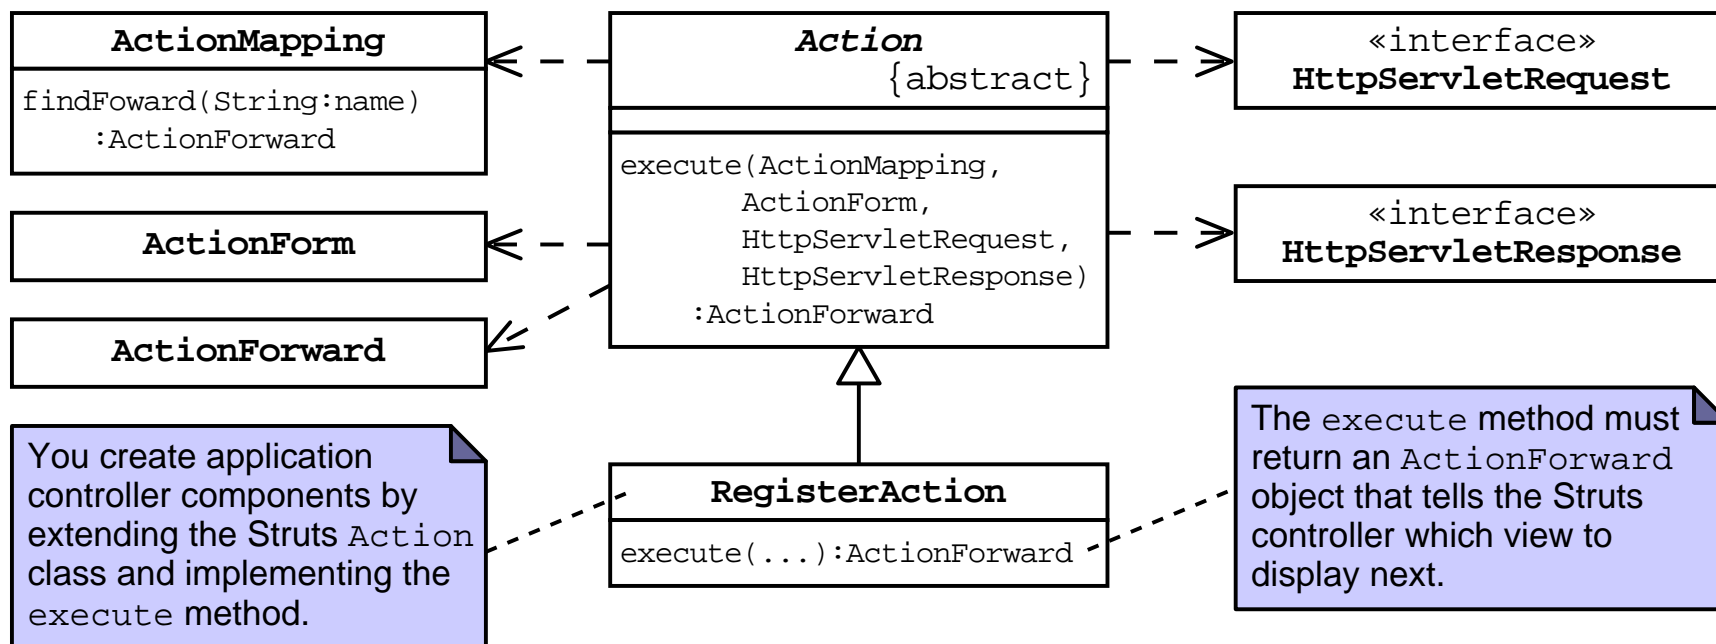 ActionMapping
findFoward(String:name)
:ActionForward
ActionForm
ActionForward
Action
{abstract}
execute(ActionMapping,
ActionForm,
HttpServletRequest,
HttpServletResponse)
:ActionForward
«interface»
HttpServletRequest
«interface»
HttpServletResponse
You create application
controller components by
extending the Struts Action
class and implementing the
execute method.
RegisterAction
execute(...):ActionForward
The execute method must
return an ActionForward
object that tells the Struts
controller which view to
display next.